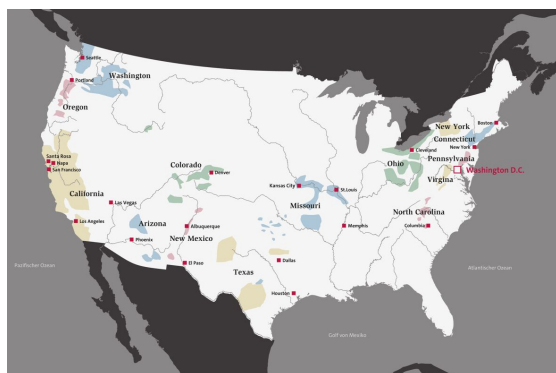 Seattle
Washington
Portland
Oregon
Boston
New York
Connecticut
New York
Cleveland
Pennsylvania
Ohio
Washington D.C.
Virgina
Santa Rosa
Napa
San Francisco
Colorado
Denver
Kansas City
St.Louis
Missouri
California
Las Vegas
Arizona
Los Angeles
Albuquerque
New Mexico
Phoenix
El Paso
Memphis
North Carolina
Columbia
Texas
Dallas
Houston
Pazifischer Ozean
Atlantischer Ozean
Golf von Mexiko